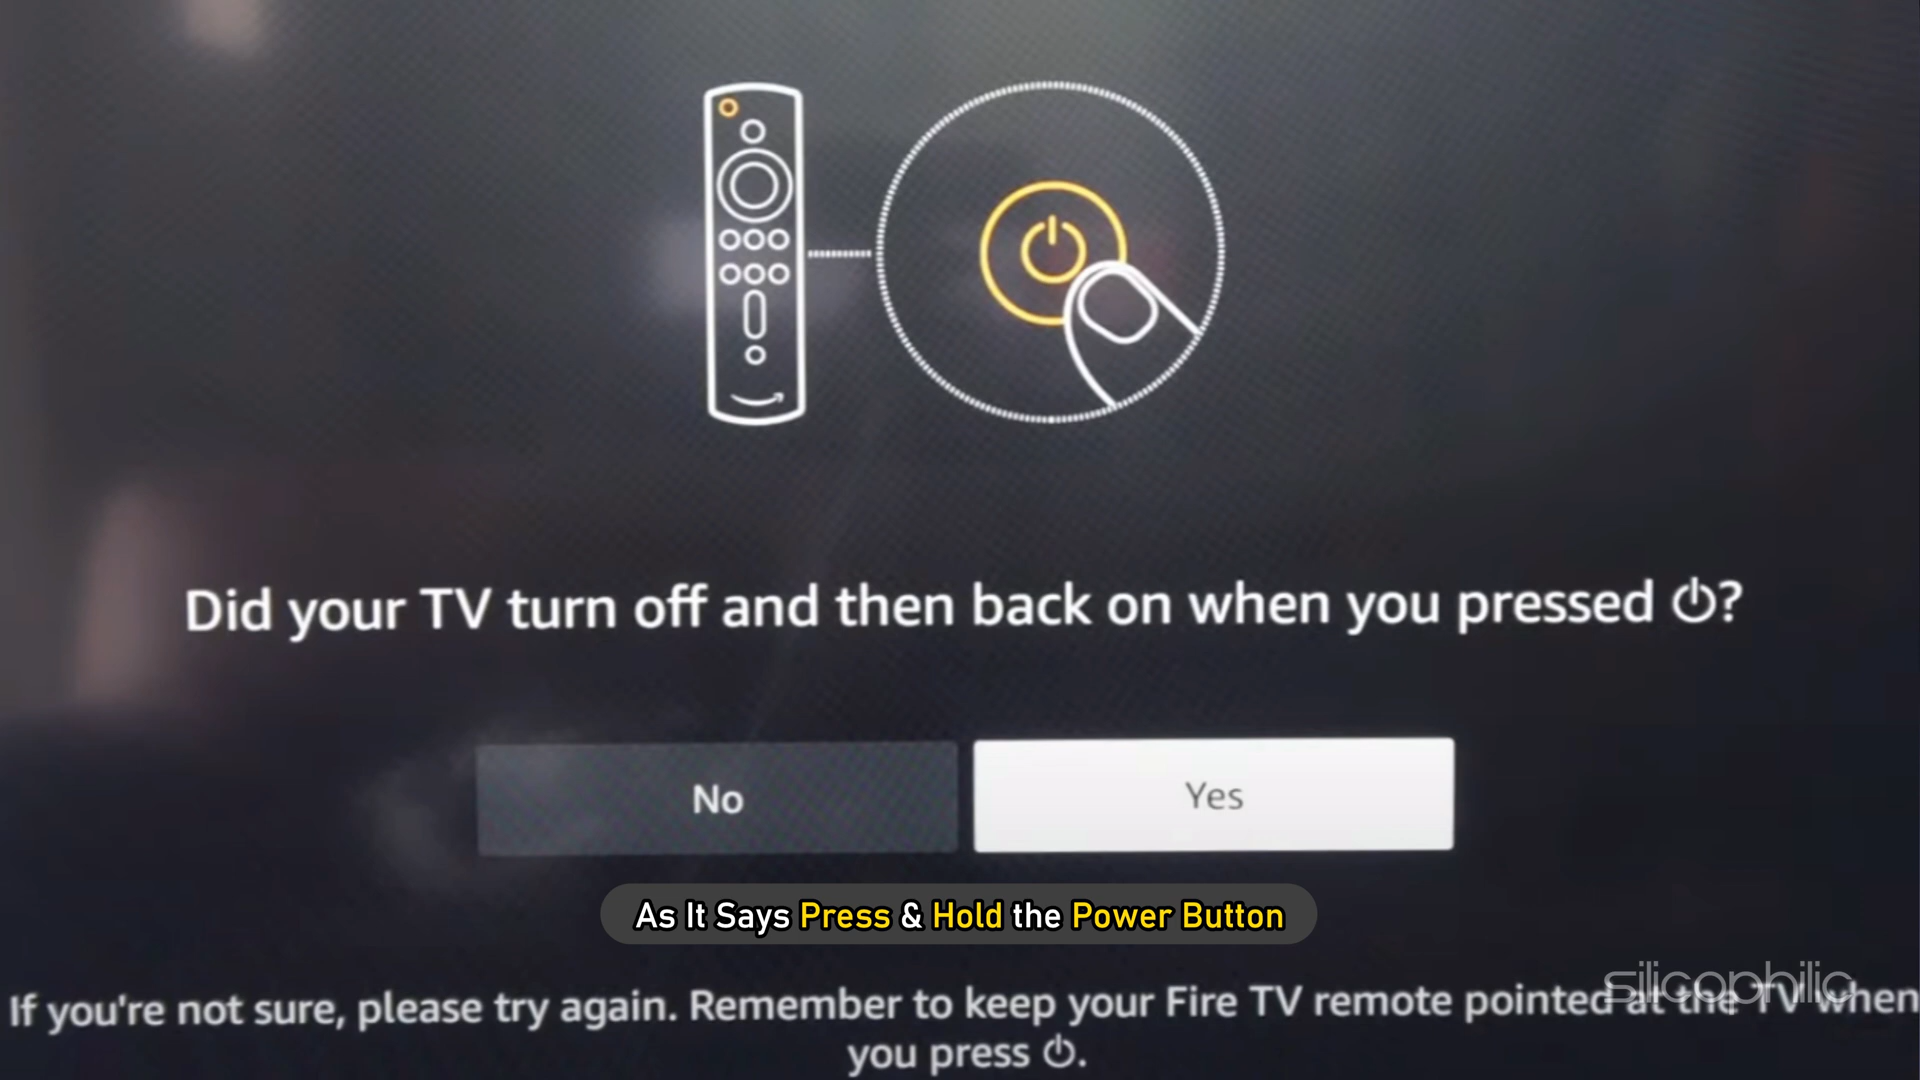 Did your TV turn off and then back on when you pressed ⏻?
No
Yes
As It Says Press & Hold the Power Button
silicophilic
If you're not sure, please try again. Remember to keep your Fire TV remote pointed at the TV when
you press ⏻.